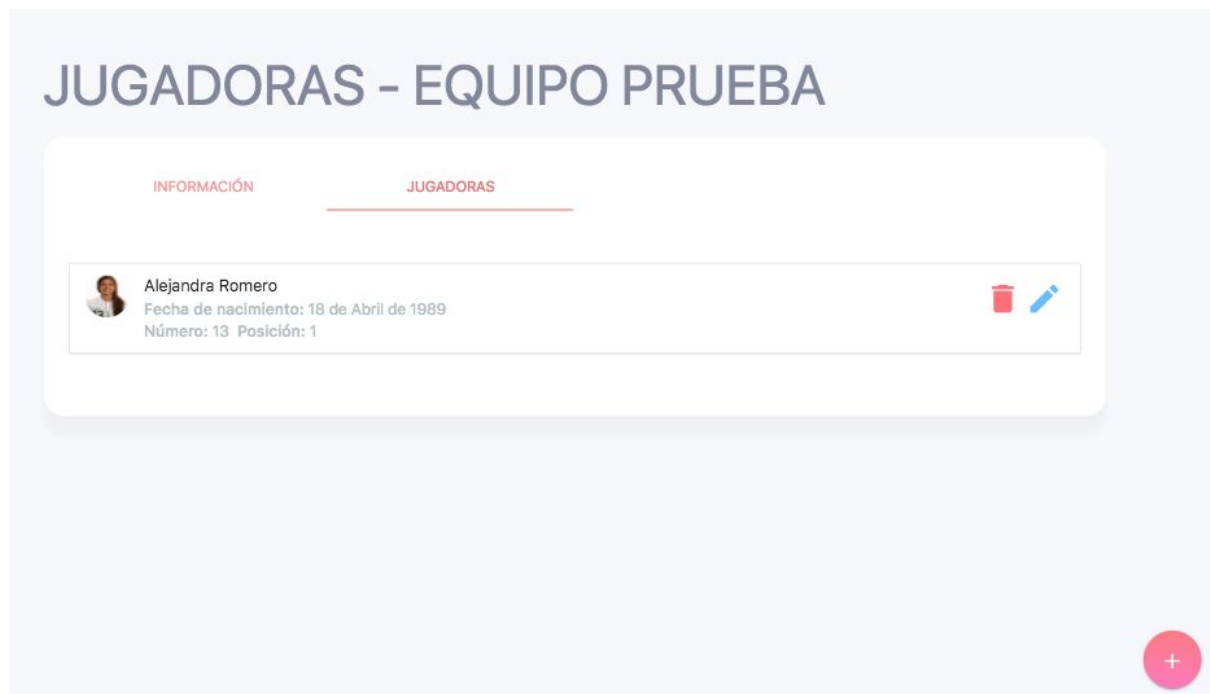 JUGADORAS - EQUIPO PRUEBA
INFORMACIÓN
JUGADORAS
Alejandra Romero
Fecha de nacimiento: 18 de Abril de 1989
Número: 13 Posición: 1
+